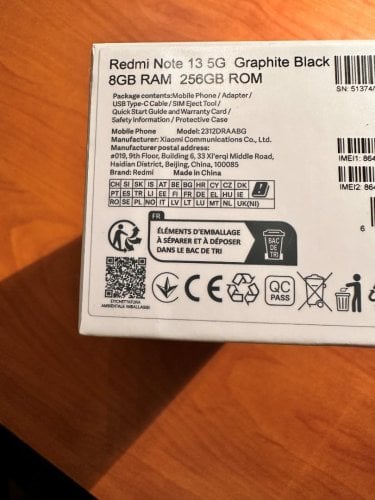 Redmi Note 13 5G  Graphite Black
8GB RAM  256GB ROM
Package contents:Mobile Phone / Adapter /
USB Type-C Cable / SIM Eject Tool /
Quick Start Guide and Warranty Card /
Safety Information / Protective Case
Mobile Phone Model: 2312DRAABG
Manufacturer: Xiaomi Communications Co., Ltd.
Manufacturer postal address:
#019, 9th Floor, Building 6, 33 Xi'erqi Middle Road,
Haidian District, Beijing, China, 100085
Brand: Redmi Made in China
CH SI SK IS AT BE BG HR CY CZ DK
PT ES TR LI EE FI FR DE EL HU IE
RO SE PL NO IT LV LT LU MT NL UK(NI)
SN: 51374/
IMEI1: 864
IMEI2: 864
6
FR
ÉLÉMENTS D'EMBALLAGE
À SÉPARER ET À DÉPOSER
DANS LE BAC DE TRI
BAC
DE
TRI
CE
QC
PASS
ETICHETTATURA
AMBIENTALE IMBALLAGGI